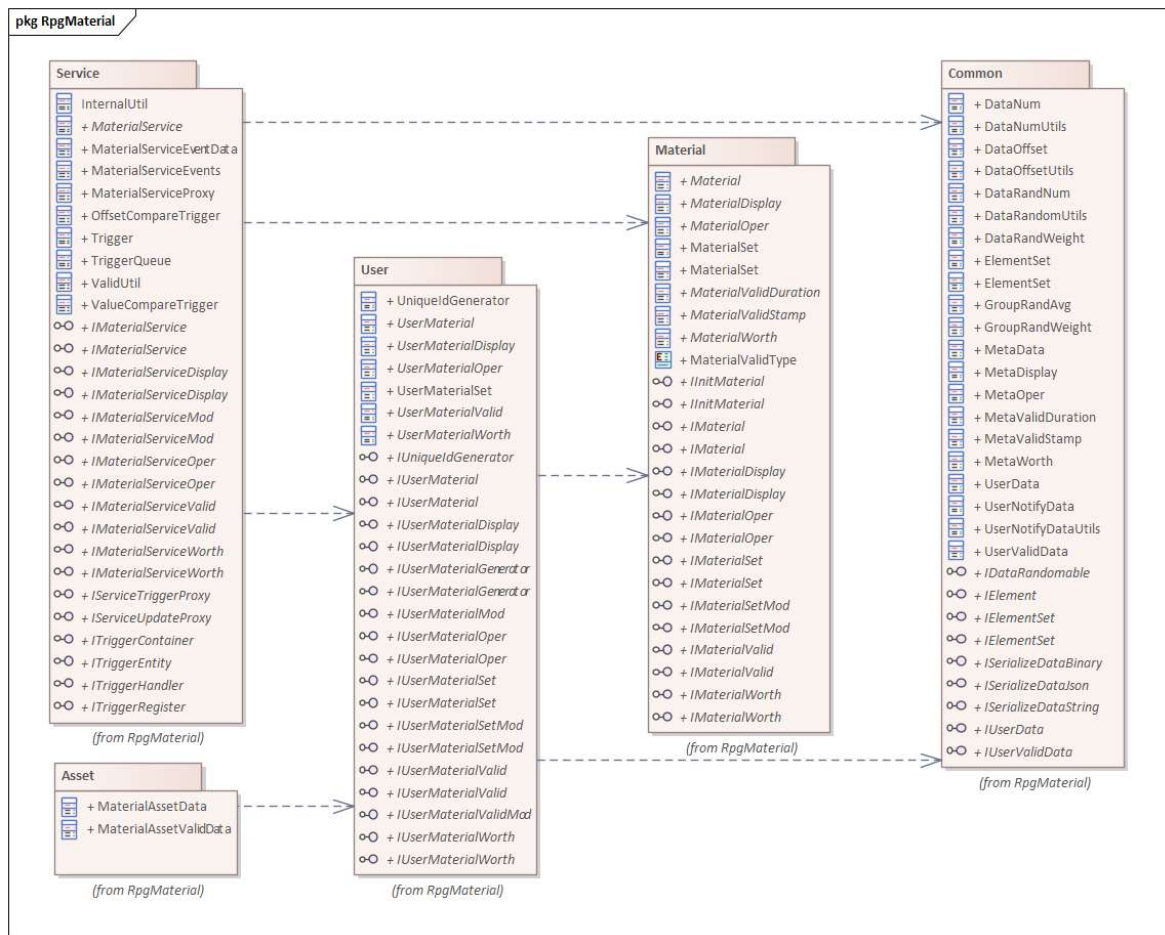 pkg RpgMaterial
Service
InternalUtil
+ MaterialService
+ MaterialServiceEventData
+ MaterialServiceEvents
+ MaterialServiceProxy
+ OffsetCompareTrigger
+ Trigger
+ TriggerQueue
+ ValidUtil
+ ValueCompareTrigger
+ IMaterialService
+ IMaterialService
+ IMaterialServiceDisplay
+ IMaterialServiceDisplay
+ IMaterialServiceMod
+ IMaterialServiceMod
+ IMaterialServiceOper
+ IMaterialServiceOper
+ IMaterialServiceValid
+ IMaterialServiceValid
+ IMaterialServiceWorth
+ IMaterialServiceWorth
+ IServiceTriggerProxy
+ IServiceUpdateProxy
+ ITriggerContainer
+ ITriggerEntity
+ ITriggerHandler
+ ITriggerRegister
(from RpgMaterial)
Asset
+ MaterialAssetData
+ MaterialAssetValidData
(from RpgMaterial)
User
+ UniqueIdGenerator
+ UserMaterial
+ UserMaterialDisplay
+ UserMaterialOper
+ UserMaterialSet
+ UserMaterialValid
+ UserMaterialWorth
+ IUniqueIdGenerator
+ IUserMaterial
+ IUserMaterial
+ IUserMaterialDisplay
+ IUserMaterialDisplay
+ IUserMaterialGenerator
+ IUserMaterialGenerator
+ IUserMaterialMod
+ IUserMaterialOper
+ IUserMaterialOper
+ IUserMaterialSet
+ IUserMaterialSet
+ IUserMaterialSetMod
+ IUserMaterialSetMod
+ IUserMaterialValid
+ IUserMaterialValid
+ IUserMaterialValidMod
+ IUserMaterialWorth
+ IUserMaterialWorth
(from RpgMaterial)
Material
+ Material
+ MaterialDisplay
+ MaterialOper
+ MaterialSet
+ MaterialSet
+ MaterialValidDuration
+ MaterialValidStamp
+ MaterialWorth
+ MaterialValidType
+ IInitMaterial
+ IInitMaterial
+ IMaterial
+ IMaterial
+ IMaterialDisplay
+ IMaterialDisplay
+ IMaterialOper
+ IMaterialOper
+ IMaterialSet
+ IMaterialSet
+ IMaterialSetMod
+ IMaterialSetMod
+ IMaterialValid
+ IMaterialValid
+ IMaterialWorth
+ IMaterialWorth
(from RpgMaterial)
Common
+ DataNum
+ DataNumUtils
+ DataOffset
+ DataOffsetUtils
+ DataRandNum
+ DataRandomUtils
+ DataRandWeight
+ ElementSet
+ ElementSet
+ GroupRandAvg
+ GroupRandWeight
+ MetaData
+ MetaDisplay
+ MetaOper
+ MetaValidDuration
+ MetaValidStamp
+ MetaWorth
+ UserData
+ UserNotifyData
+ UserNotifyDataUtils
+ UserValidData
+ IDataRandomable
+ IElement
+ IElementSet
+ IElementSet
+ ISerializeDataBinary
+ ISerializeDataJson
+ ISerializeDataString
+ IUserData
+ IUserValidData
(from RpgMaterial)